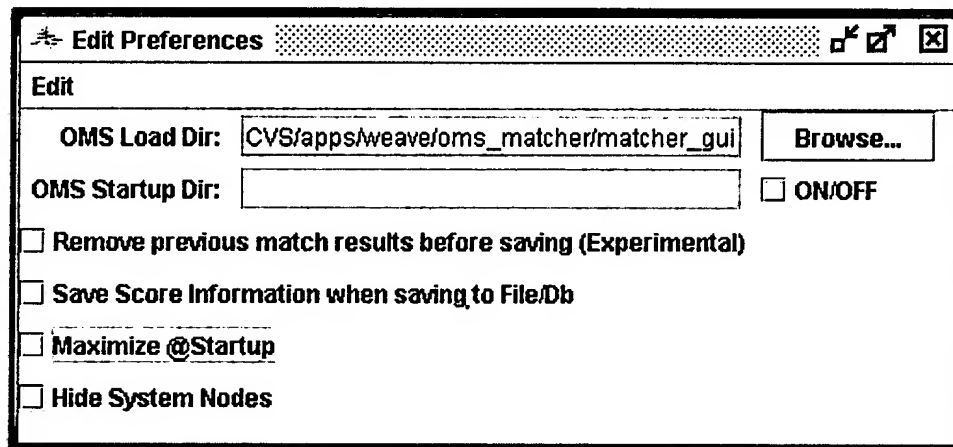 Edit Preferences
Edit
OMS Load Dir: CVS/apps/weave/oms_matcher/matcher_gui Browse...
OMS Startup Dir: ON/OFF
Remove previous match results before saving (Experimental)
Save Score Information when saving to File/Db
Maximize @Startup
Hide System Nodes